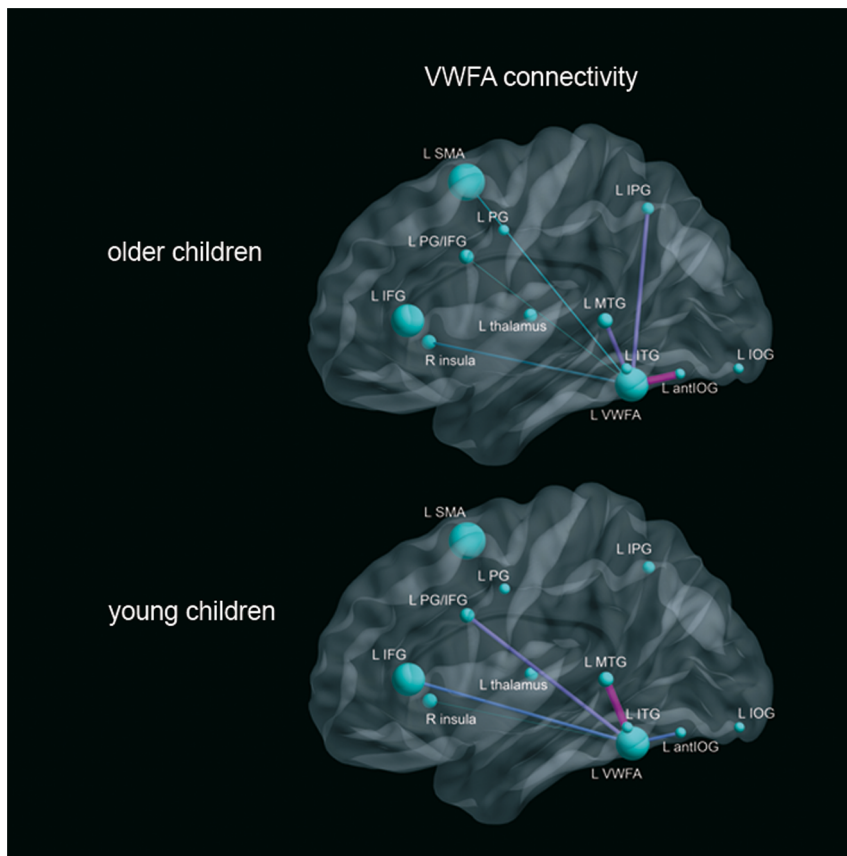 VWFA connectivity
older children
L SMA
L IPG
L PG
L PG/IFG
L IFG
L MTG
L thalamus
R insula
L ITG
L IOG
L antIOG
L VWFA
young children
L SMA
L IPG
L PG
L PG/IFG
L IFG
L MTG
L thalamus
R insula
L ITG
L IOG
L antIOG
L VWFA